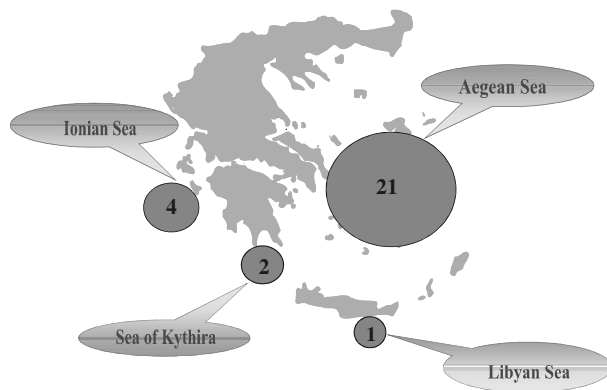 Aegean Sea
Ionian Sea
21
4
2
1
Sea of Kythira
Libyan Sea